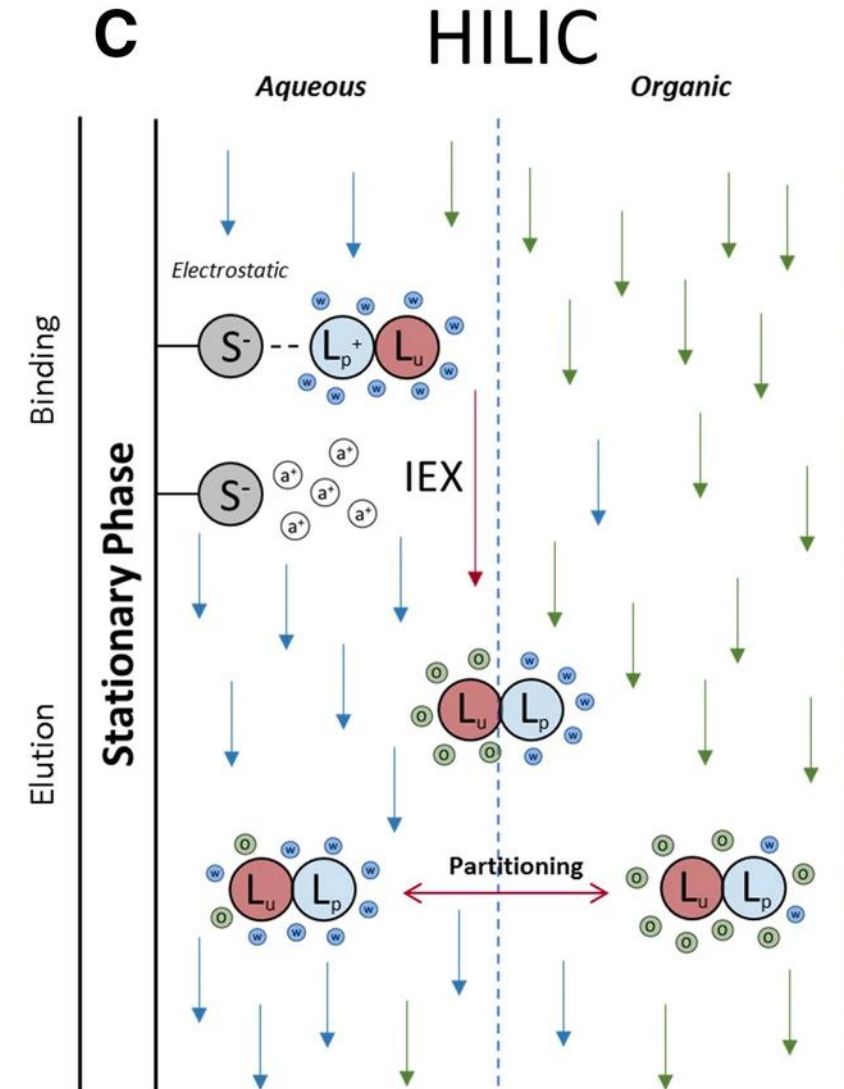 C
HILIC
Aqueous
Organic
Binding
Elution
Stationary Phase
Electrostatic
w w w
w
S- Lp+ Lu
w
w w w w
a+
a+
S- a+ IEX
a+
a+
o w
o w
Lu Lp w
o
w
o o w
Partitioning
o w w
w w
Lu Lp
o w
w w w
o o w
o o
Lu Lp
w
o o o o